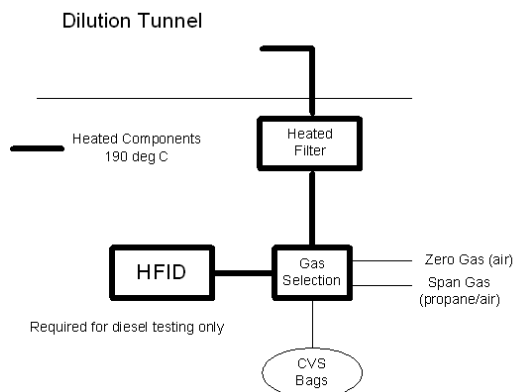 Dilution Tunnel
Heated Components
190 deg C
Heated
Filter
HFID
Gas
Selection
Zero Gas (air)
Span Gas
(propane/air)
Required for diesel testing only
CVS
Bags